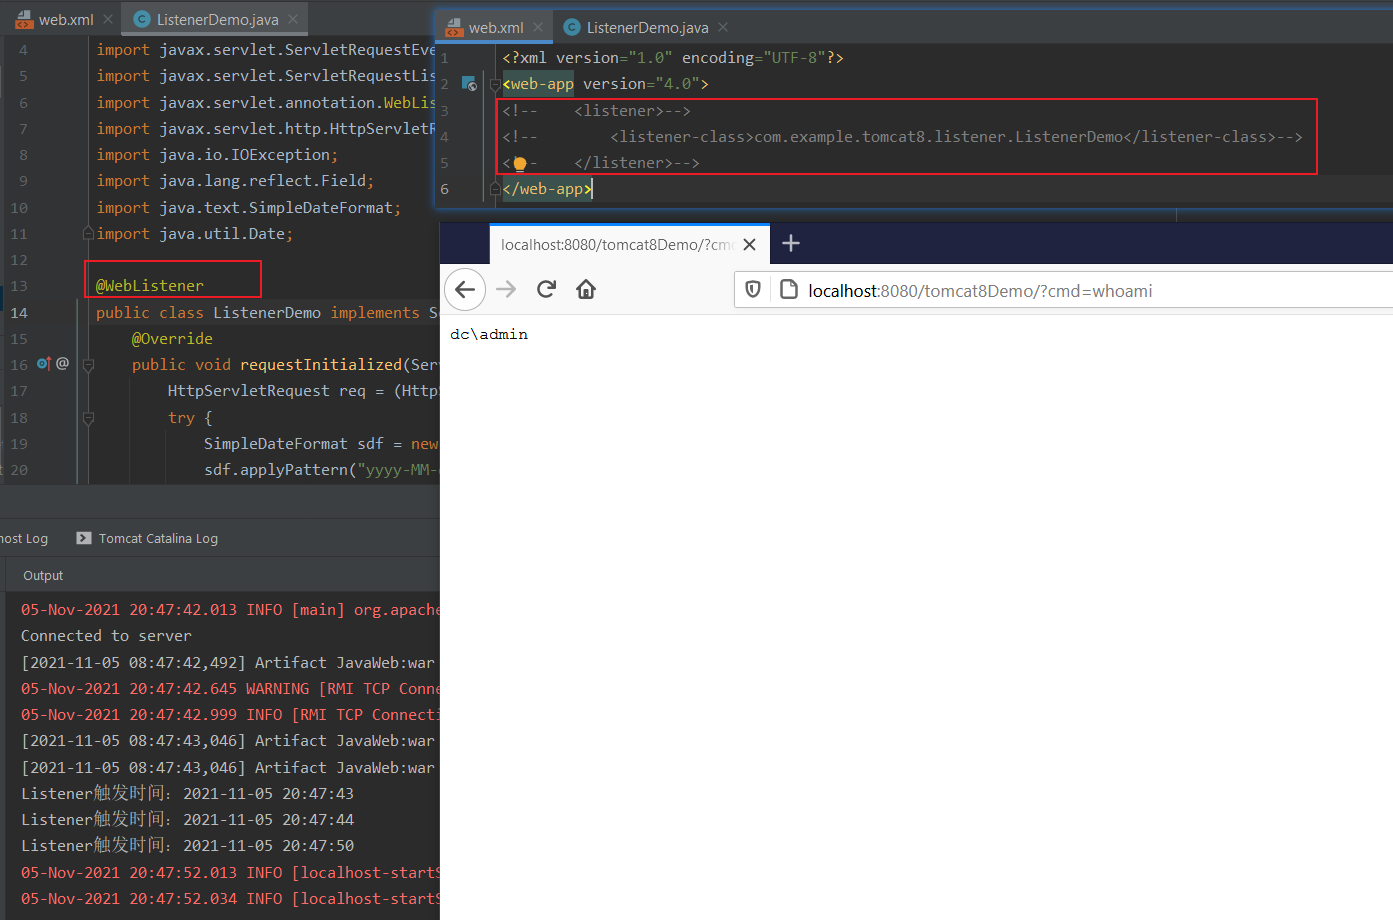 web.xml
ListenerDemo.java
4 import javax.servlet.ServletRequestEve
5 import javax.servlet.ServletRequestLis
6 import javax.servlet.annotation.WebLis
7 import javax.servlet.http.HttpServletR
8 import java.io.IOException;
9 import java.lang.reflect.Field;
10 import java.text.SimpleDateFormat;
11 import java.util.Date;
12
13 @WebListener
14 public class ListenerDemo implements Se
15 @Override
16 @ public void requestInitialized(Serv
17 HttpServletRequest req = (HttpS
18 try {
19 SimpleDateFormat sdf = new
20 sdf.applyPattern("yyyy-MM-
web.xml
ListenerDemo.java
1 <?xml version="1.0" encoding="UTF-8"?>
2 <web-app version="4.0">
3 <!-- <listener>-->
4 <!-- <listener-class>com.example.tomcat8.listener.ListenerDemo</listener-class>-->
5 <!-- </listener>-->
6 </web-app>
localhost:8080/tomcat8Demo/?cmd
localhost:8080/tomcat8Demo/?cmd=whoami
dc\admin
host Log
Tomcat Catalina Log
Output
05-Nov-2021 20:47:42.013 INFO [main] org.apache
Connected to server
[2021-11-05 08:47:42,492] Artifact JavaWeb:war
05-Nov-2021 20:47:42.645 WARNING [RMI TCP Conne
05-Nov-2021 20:47:42.999 INFO [RMI TCP Connecti
[2021-11-05 08:47:43,046] Artifact JavaWeb:war
[2021-11-05 08:47:43,046] Artifact JavaWeb:war
Listener触发时间：2021-11-05 20:47:43
Listener触发时间：2021-11-05 20:47:44
Listener触发时间：2021-11-05 20:47:50
05-Nov-2021 20:47:52.013 INFO [localhost-startS
05-Nov-2021 20:47:52.034 INFO [localhost-startS